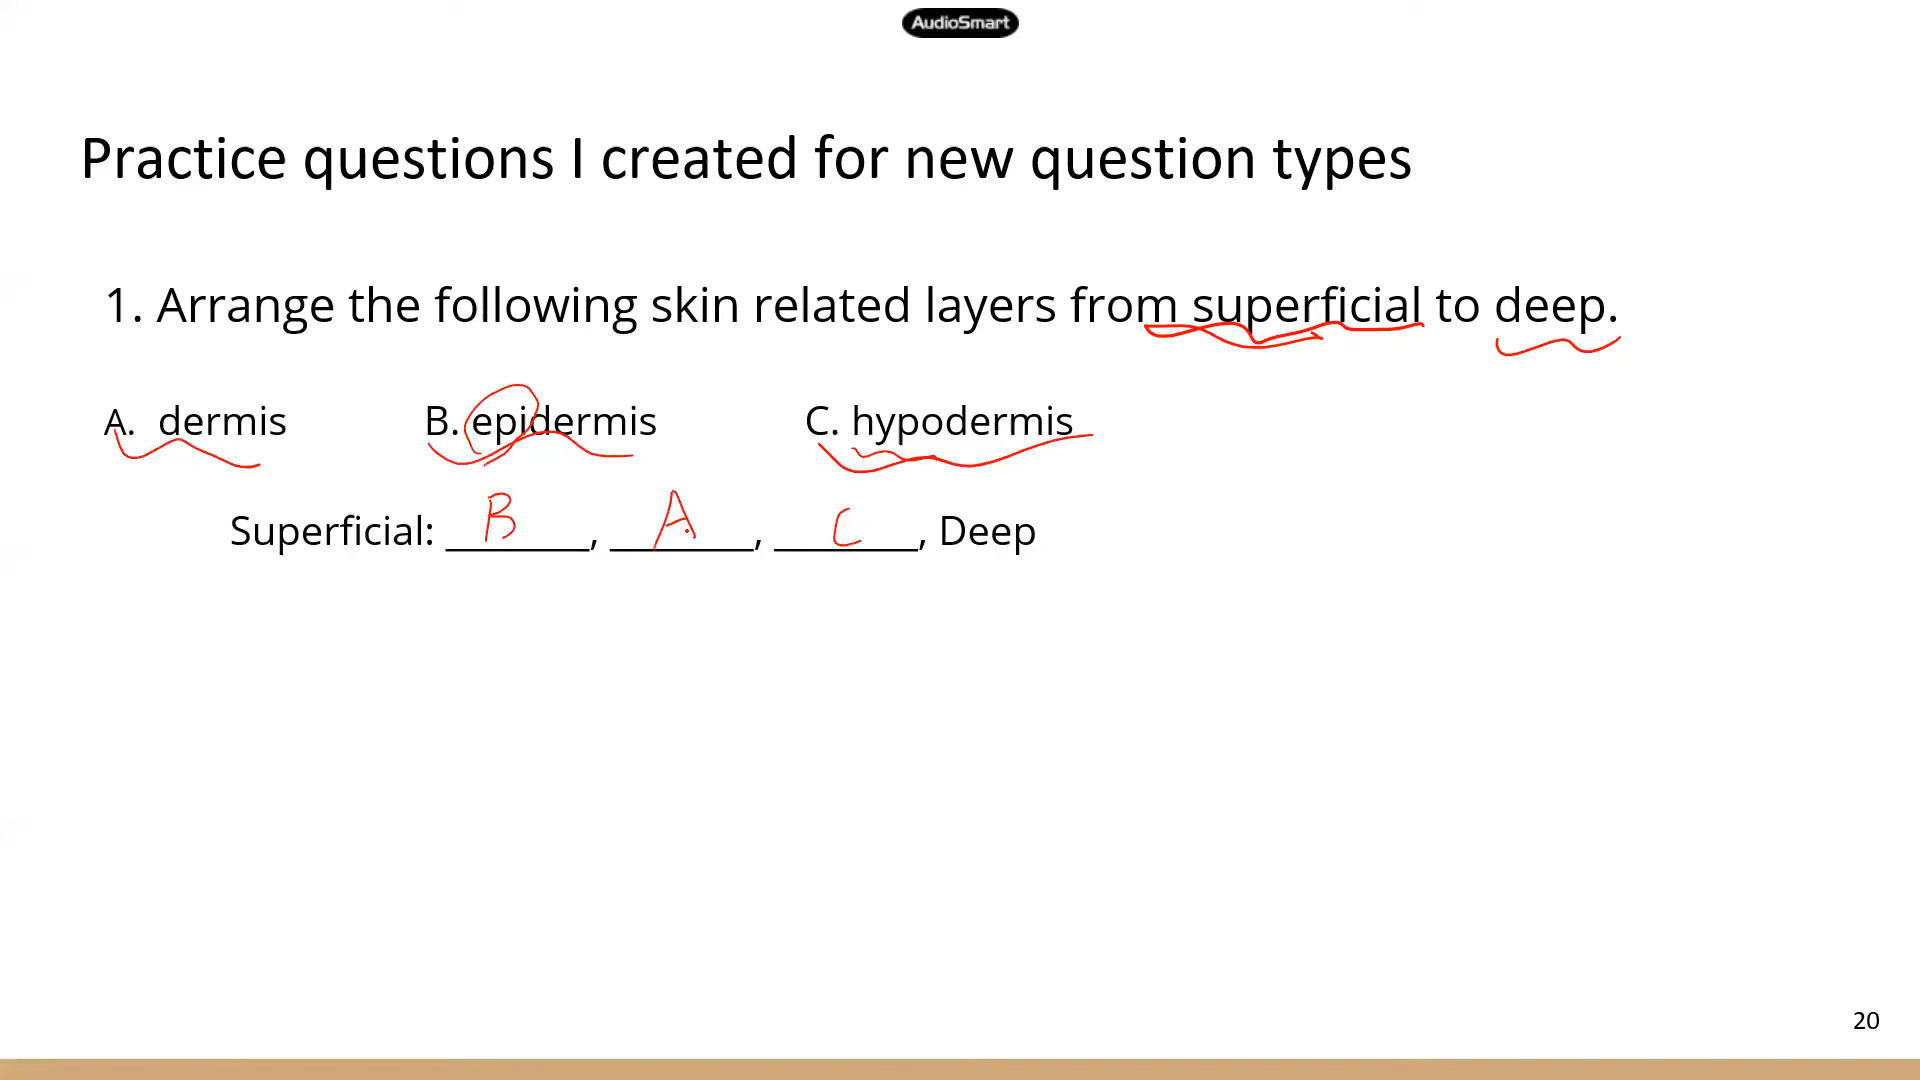 AudioSmart
Practice questions I created for new question types
1. Arrange the following skin related layers from superficial to deep.
A. dermis B. epidermis C. hypodermis
Superficial: B, A, C, Deep
20